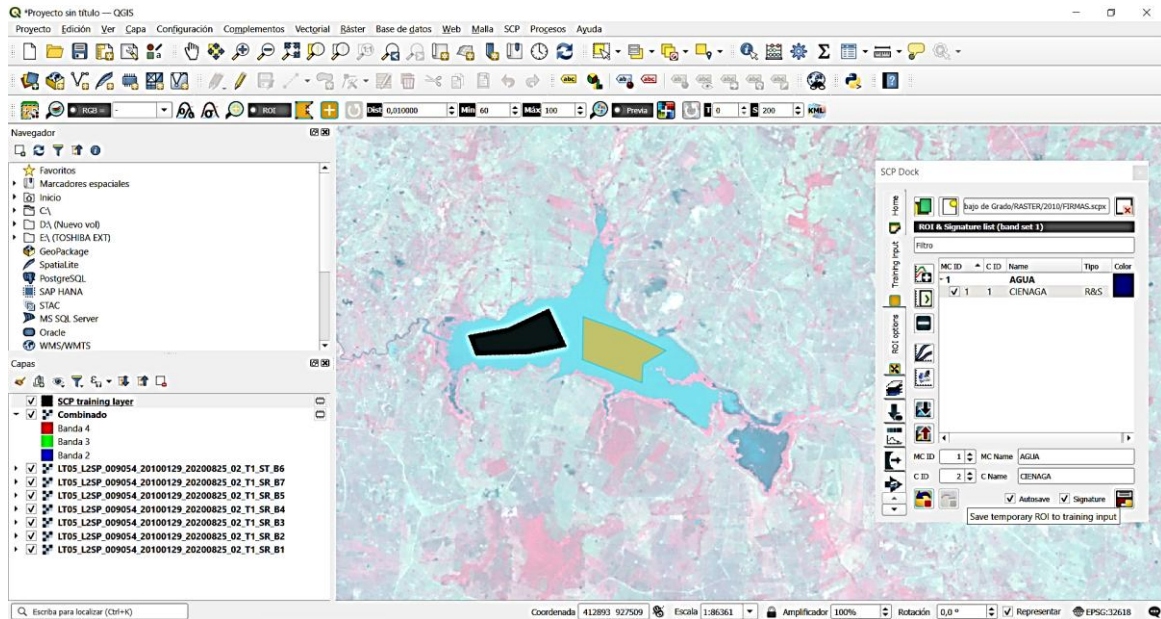 *Proyecto sin título — QGIS
Proyecto Edición Ver Capa Configuración Complementos Vectorial Ráster Base de datos Web Malla SCP Procesos Ayuda
RGB = - ROI Dist 0,010000 Min 60 Máx 100 Previa T 0 S 200 KML
Navegador
Favoritos
Marcadores espaciales
Inicio
C:\
D:\ (Nuevo vol)
E:\ (TOSHIBA EXT)
GeoPackage
SpatiaLite
PostgreSQL
SAP HANA
STAC
MS SQL Server
Oracle
WMS/WMTS
Capas
SCP training layer
Combinado
Banda 4
Banda 3
Banda 2
LT05_L2SP_009054_20100129_20200825_02_T1_ST_B6
LT05_L2SP_009054_20100129_20200825_02_T1_SR_B7
LT05_L2SP_009054_20100129_20200825_02_T1_SR_B5
LT05_L2SP_009054_20100129_20200825_02_T1_SR_B4
LT05_L2SP_009054_20100129_20200825_02_T1_SR_B3
LT05_L2SP_009054_20100129_20200825_02_T1_SR_B2
LT05_L2SP_009054_20100129_20200825_02_T1_SR_B1
SCP Dock
Home
Training input
ROI options
bajo de Grado/RASTER/2010/FIRMAS.scpx
ROI & Signature list (band set 1)
Filtro
MC ID C ID Name Tipo Color
1 AGUA
1 1 CIENAGA R&S
MC ID 1 MC Name AGUA
C ID 2 C Name CIENAGA
Autosave Signature
Save temporary ROI to training input
Escriba para localizar (Ctrl+K) Coordenada 412893 927509 Escala 1:86361 Amplificador 100% Rotación 0,0 ° Representar EPSG:32618